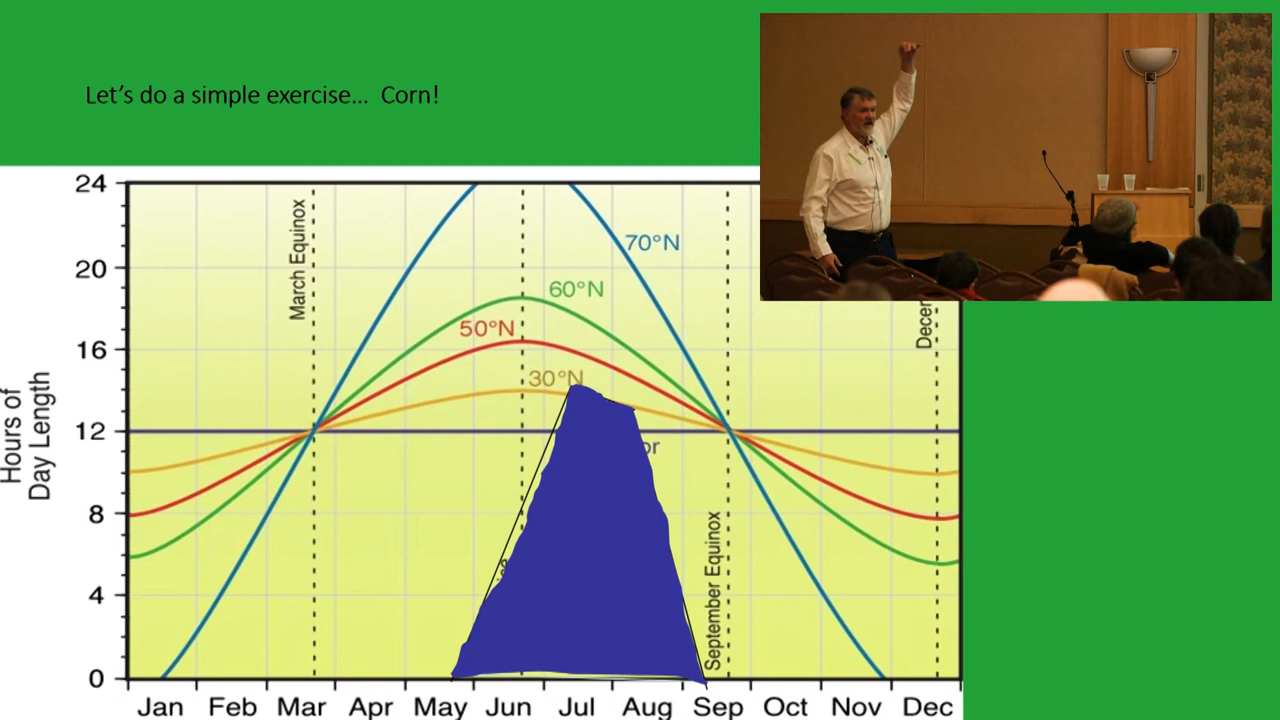 Let's do a simple exercise... Corn!
24
20
16
12
8
4
0
Hours of
Day Length
March Equinox
70°N
60°N
50°N
30°N
September Equinox
Jan Feb Mar Apr May Jun Jul Aug Sep Oct Nov Dec